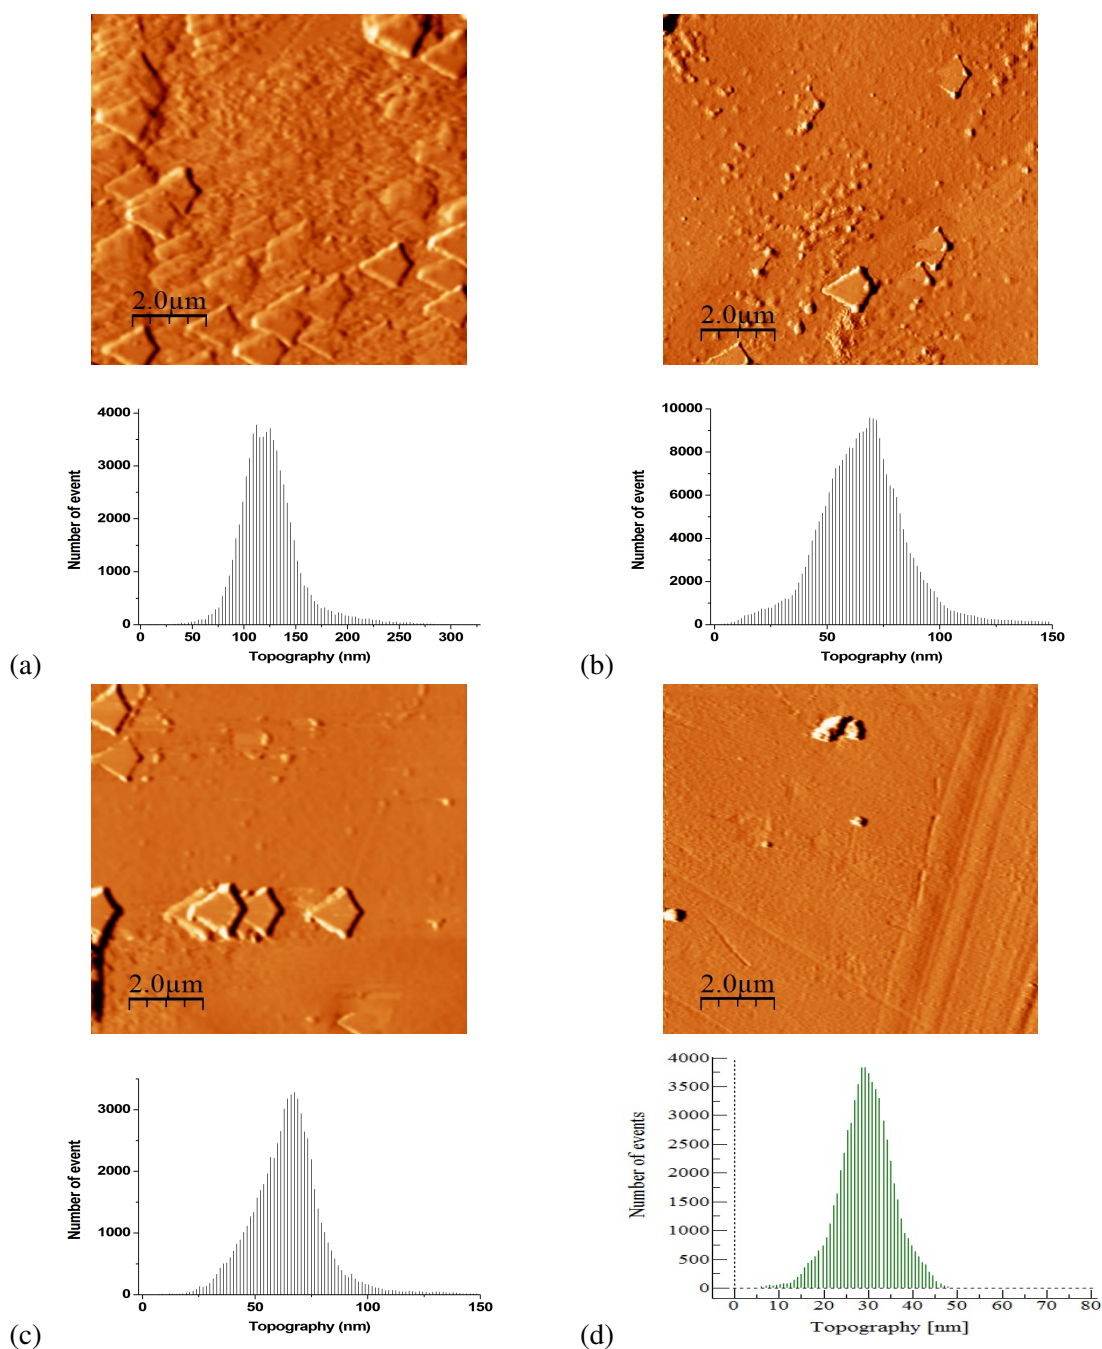 2.0µm
2.0µm
4000
3000
2000
1000
0
Number of event
0 50 100 150 200 250 300
Topography (nm)
(a)
10000
8000
6000
4000
2000
0
Number of event
0 50 100 150
Topography (nm)
(b)
2.0µm
2.0µm
3000
2000
1000
0
Number of event
0 50 100 150
Topography (nm)
(c)
4000
3500
3000
2500
2000
1500
1000
500
0
Number of events
0 10 20 30 40 50 60 70 80
Topography [nm]
(d)